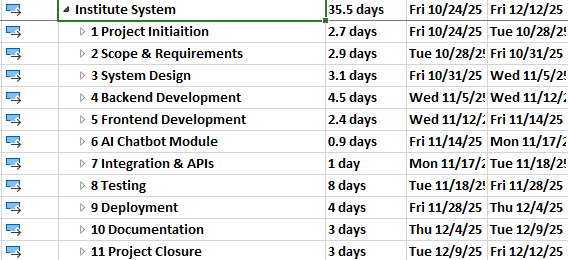 Institute System 35.5 days Fri 10/24/25 Fri 12/12/25
1 Project Initiaition 2.7 days Fri 10/24/25 Tue 10/28/25
2 Scope & Requirements 2.9 days Tue 10/28/25 Fri 10/31/25
3 System Design 3.1 days Fri 10/31/25 Wed 11/5/25
4 Backend Development 4.5 days Wed 11/5/25 Wed 11/12/
5 Frontend Development 2.4 days Wed 11/12/ Fri 11/14/25
6 AI Chatbot Module 0.9 days Fri 11/14/25 Mon 11/17/
7 Integration & APIs 1 day Mon 11/17/ Tue 11/18/25
8 Testing 8 days Tue 11/18/25 Fri 11/28/25
9 Deployment 4 days Fri 11/28/25 Thu 12/4/25
10 Documentation 3 days Thu 12/4/25 Tue 12/9/25
11 Project Closure 3 days Tue 12/9/25 Fri 12/12/25